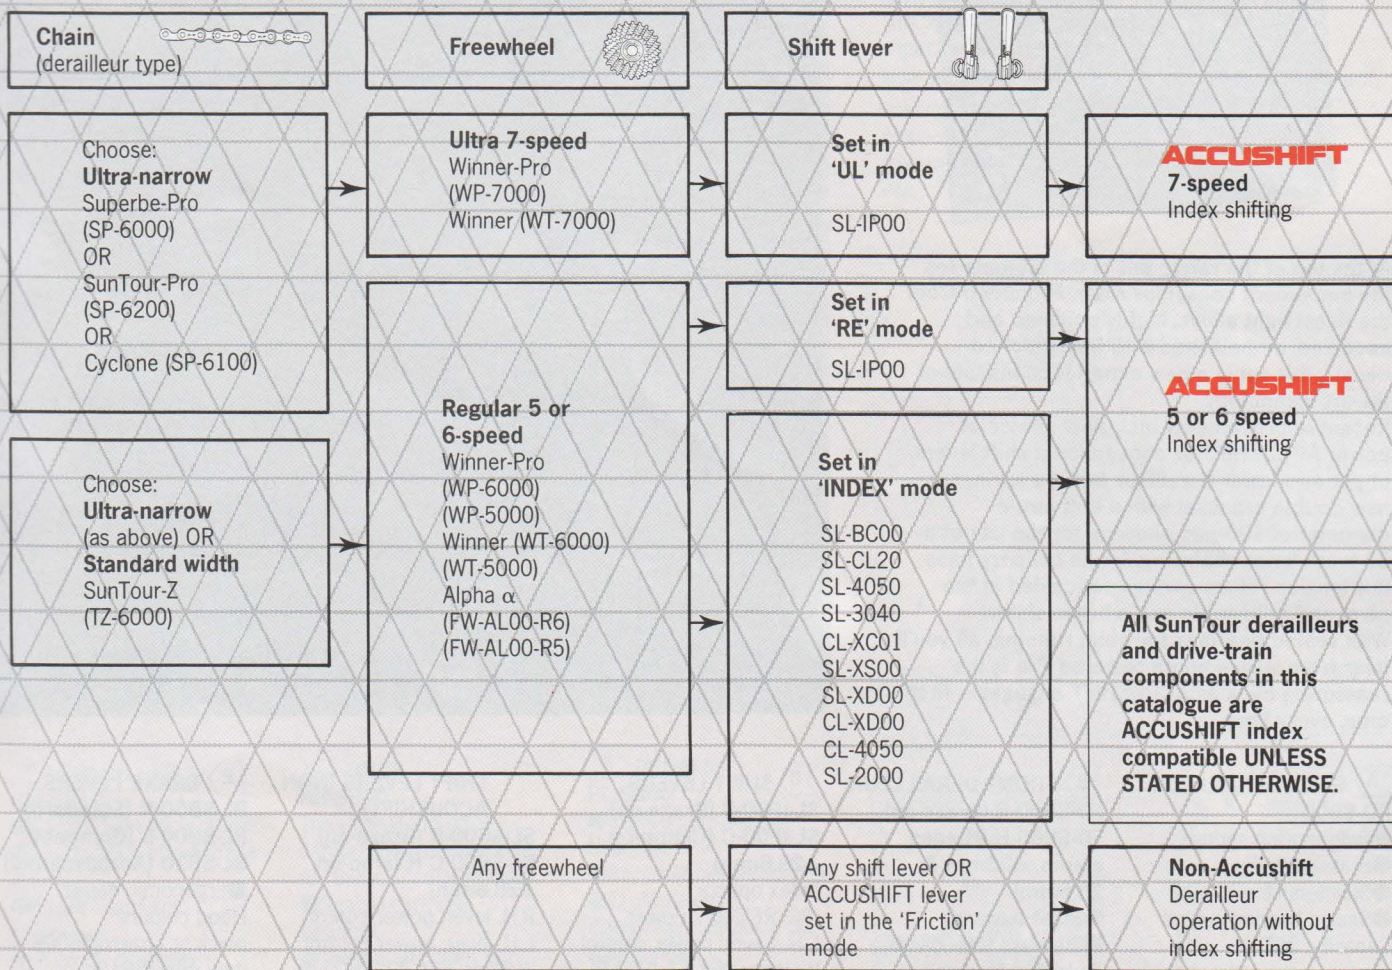 Chain
(derailleur type)
Freewheel
Shift lever
Choose:
Ultra-narrow
Superbe-Pro
(SP-6000)
OR
SunTour-Pro
(SP-6200)
OR
Cyclone (SP-6100)
Ultra 7-speed
Winner-Pro
(WP-7000)
Winner (WT-7000)
Set in
'UL' mode
SL-IP00
ACCUSHIFT
7-speed
Index shifting
Choose:
Ultra-narrow
(as above) OR
Standard width
SunTour-Z
(TZ-6000)
Regular 5 or
6-speed
Winner-Pro
(WP-6000)
(WP-5000)
Winner (WT-6000)
(WT-5000)
Alpha α
(FW-AL00-R6)
(FW-AL00-R5)
Set in
'RE' mode
SL-IP00
Set in
'INDEX' mode
SL-BC00
SL-CL20
SL-4050
SL-3040
CL-XC01
SL-XS00
SL-XD00
CL-XD00
CL-4050
SL-2000
ACCUSHIFT
5 or 6 speed
Index shifting
All SunTour derailleurs
and drive-train
components in this
catalogue are
ACCUSHIFT index
compatible UNLESS
STATED OTHERWISE.
Any freewheel
Any shift lever OR
ACCUSHIFT lever
set in the 'Friction'
mode
Non-Accushift
Derailleur
operation without
index shifting